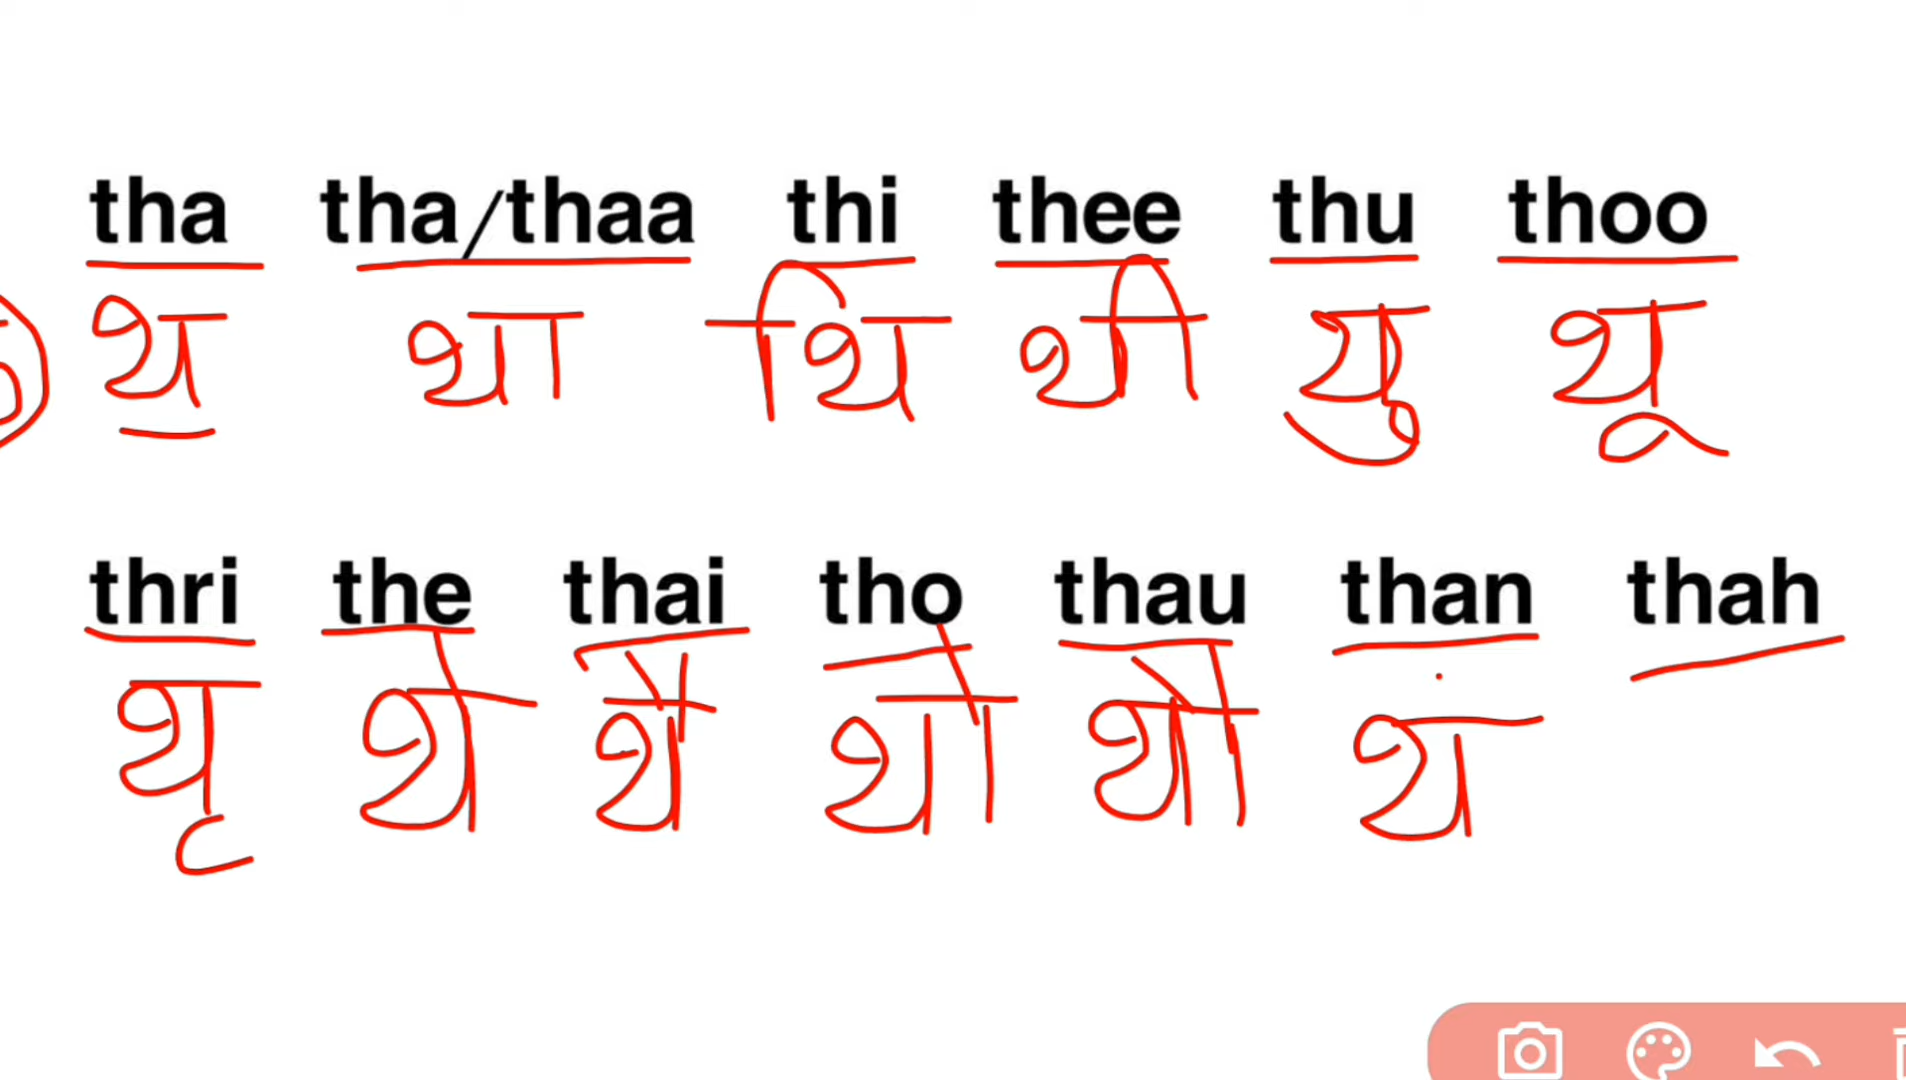 tha tha/thaa thi thee thu thoo
थ था थि थी थु थू
thri the thai tho thau than thah
थृ थे थै थो थौ थं